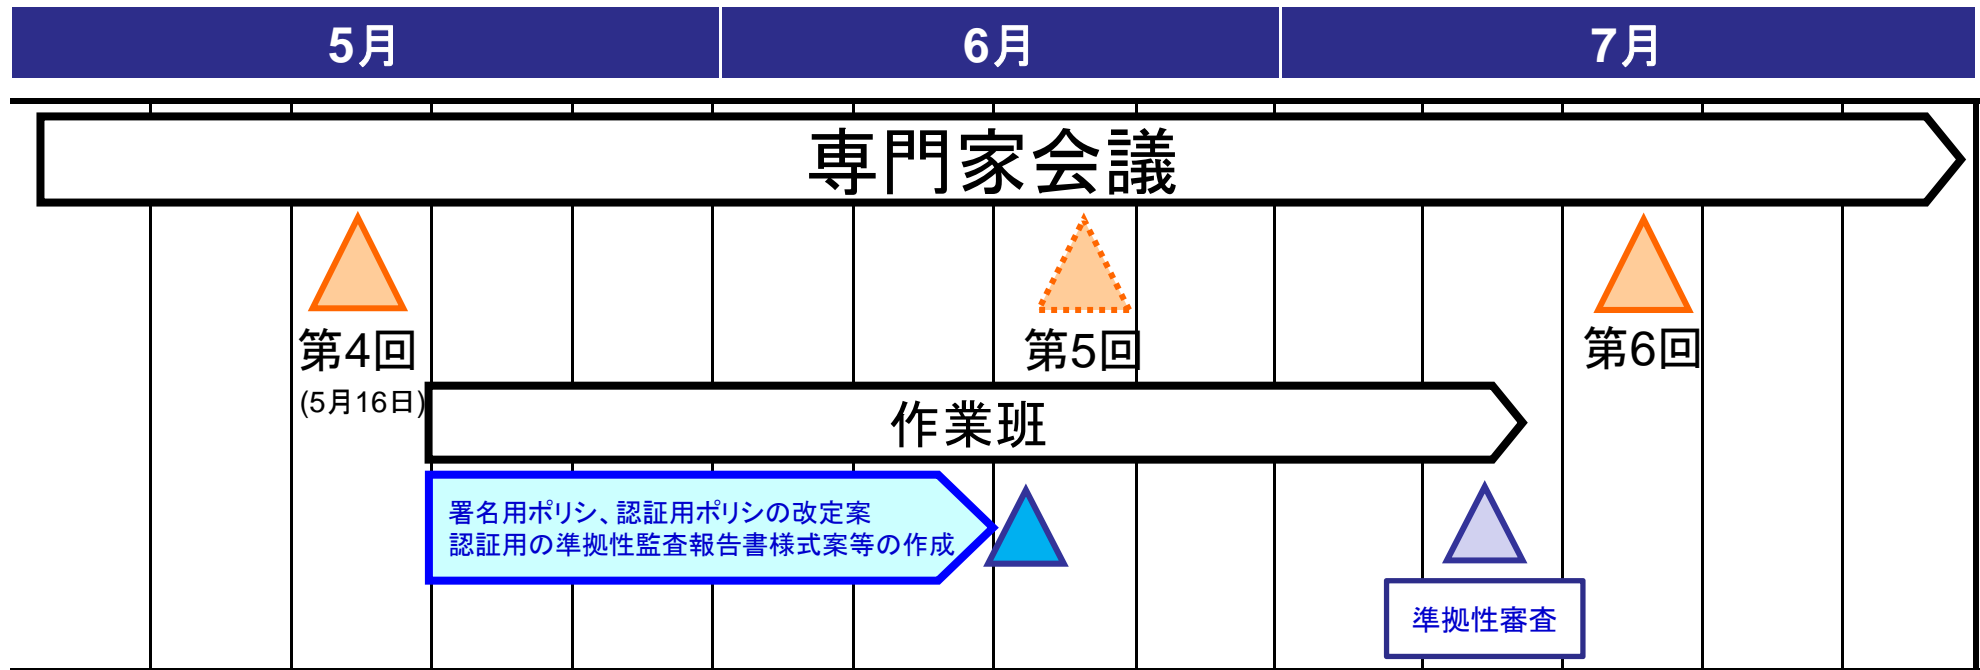 5月
6月
7月
専門家会議
第4回
(5月16日)
第5回
第6回
作業班
署名用ポリシ、認証用ポリシの改定案
認証用の準拠性監査報告書様式案等の作成
準拠性審査